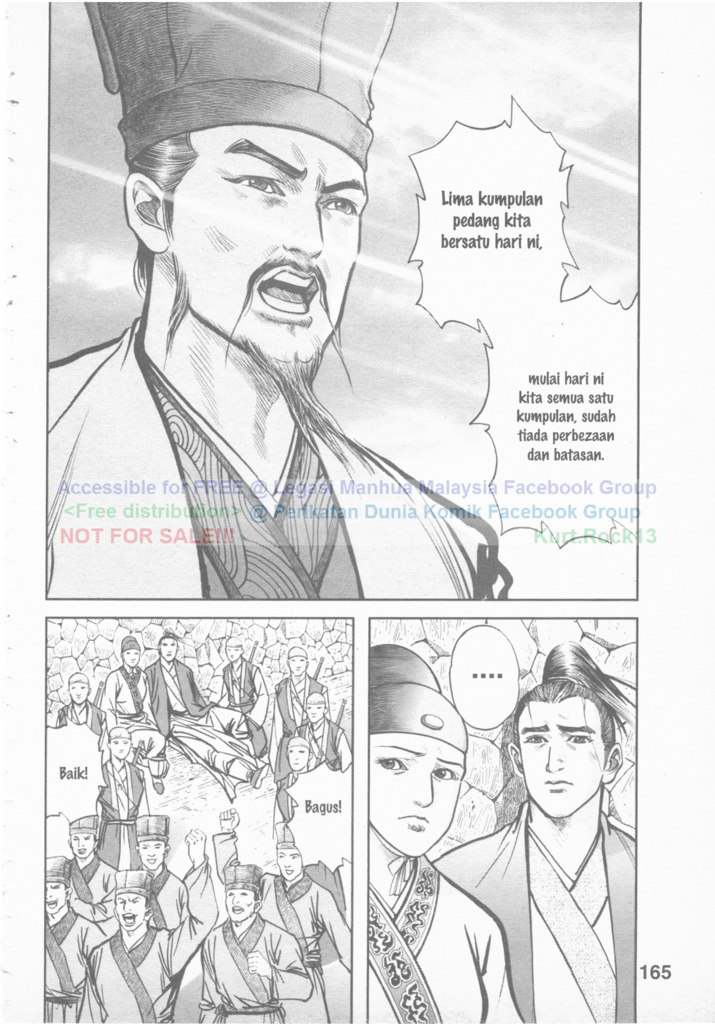 Lima kumpulan
pedang kita
bersatu hari ni,
mulai hari ni
kita semua satu
kumpulan, sudah
tiada perbezaan
dan batasan.
Accessible for FREE @ Legasi Manhua Malaysia Facebook Group
<Free distribution> @ Perikatan Dunia Komik Facebook Group
NOT FOR SALE!!! Kurt.Rock13
....
Baik!
Bagus!
165